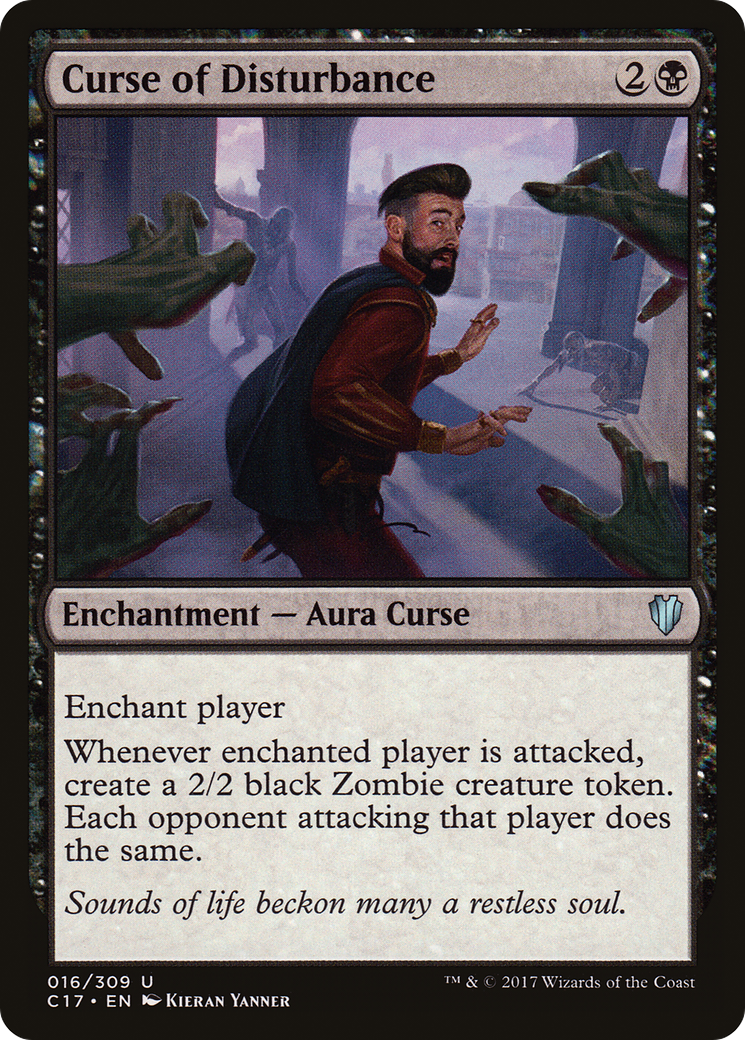 Curse of Disturbance 2
Enchantment — Aura Curse
Enchant player
Whenever enchanted player is attacked,
create a 2/2 black Zombie creature token.
Each opponent attacking that player does
the same.
Sounds of life beckon many a restless soul.
016/309 U
™ & © 2017 Wizards of the Coast
C17 • EN Kieran Yanner